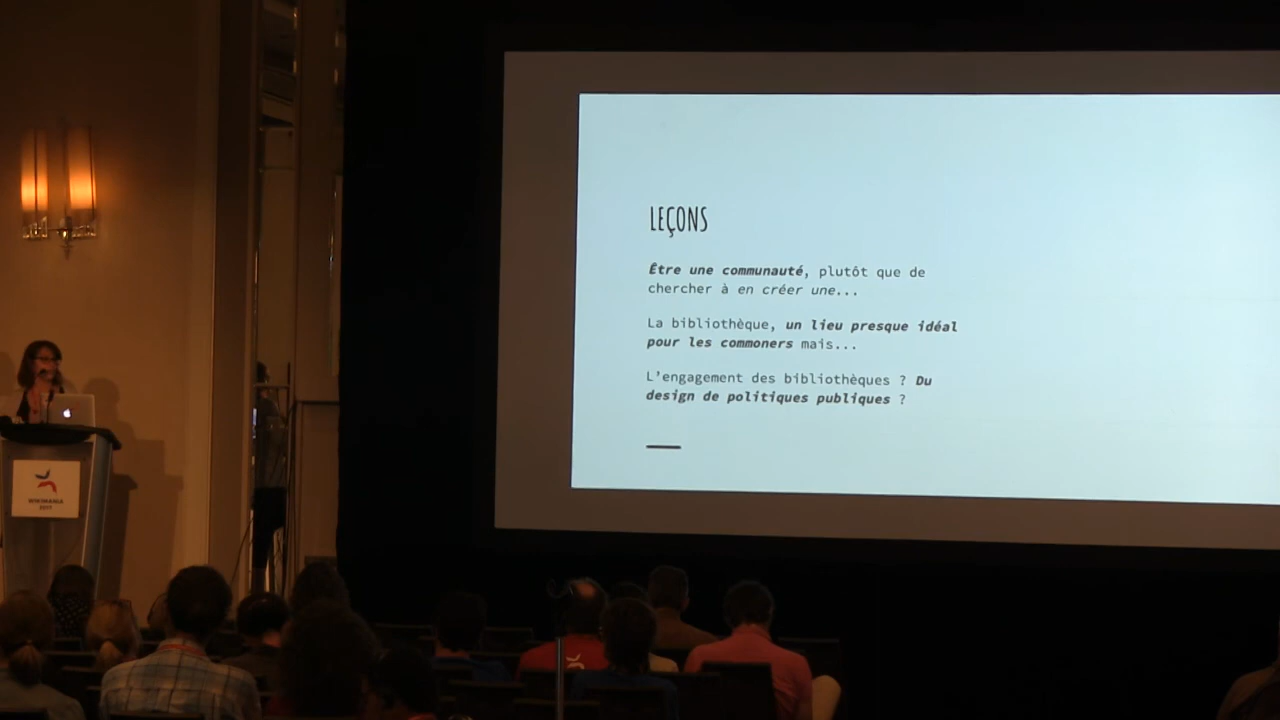 LEÇONS
Être une communauté, plutôt que de
chercher à en créer une...
La bibliothèque, un lieu presque idéal
pour les commoners mais...
L'engagement des bibliothèques ? Du
design de politiques publiques ?
WIKIMANIA
2017